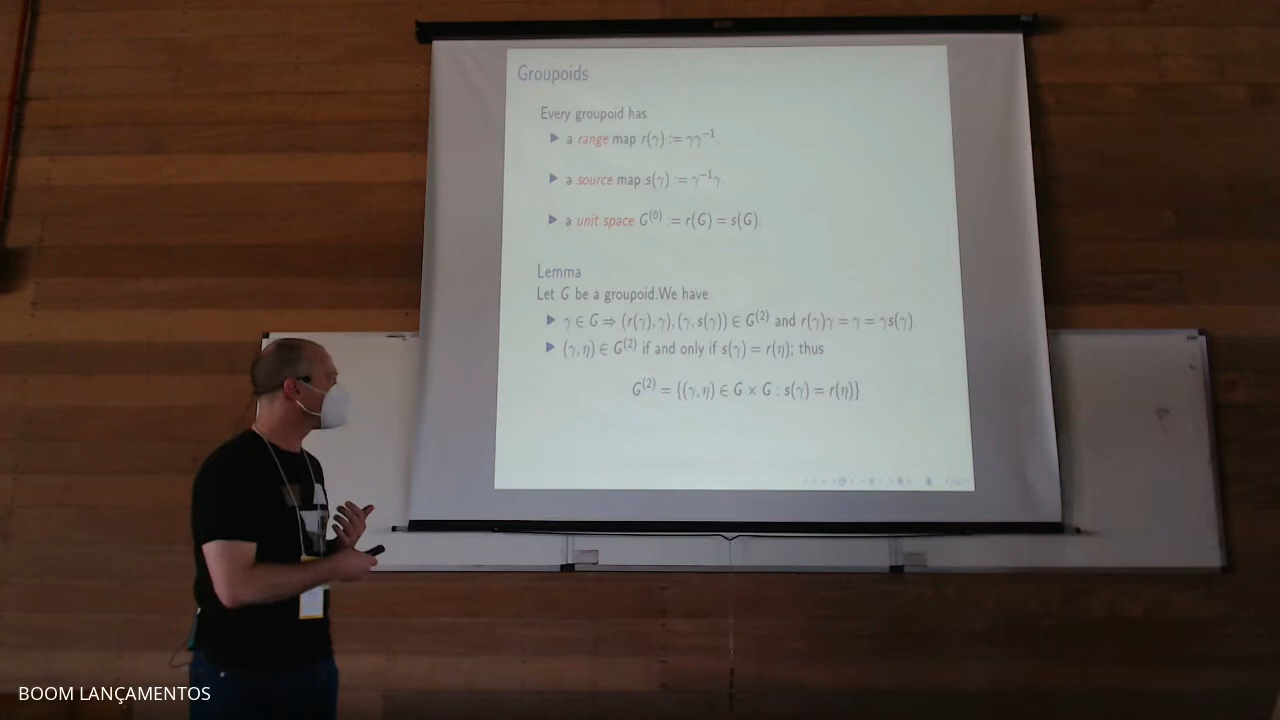 Groupoids
Every groupoid has
a range map r(γ) := γγ⁻¹.
a source map s(γ) := γ⁻¹γ.
a unit space G⁽⁰⁾ := r(G) = s(G).
Lemma
Let G be a groupoid.We have
γ ∈ G ⇒ (r(γ), γ), (γ, s(γ)) ∈ G⁽²⁾ and r(γ)γ = γ = γs(γ)
(γ, η) ∈ G⁽²⁾ if and only if s(γ) = r(η); thus
G⁽²⁾ = {(γ, η) ∈ G × G : s(γ) = r(η)}
BOOM LANÇAMENTOS